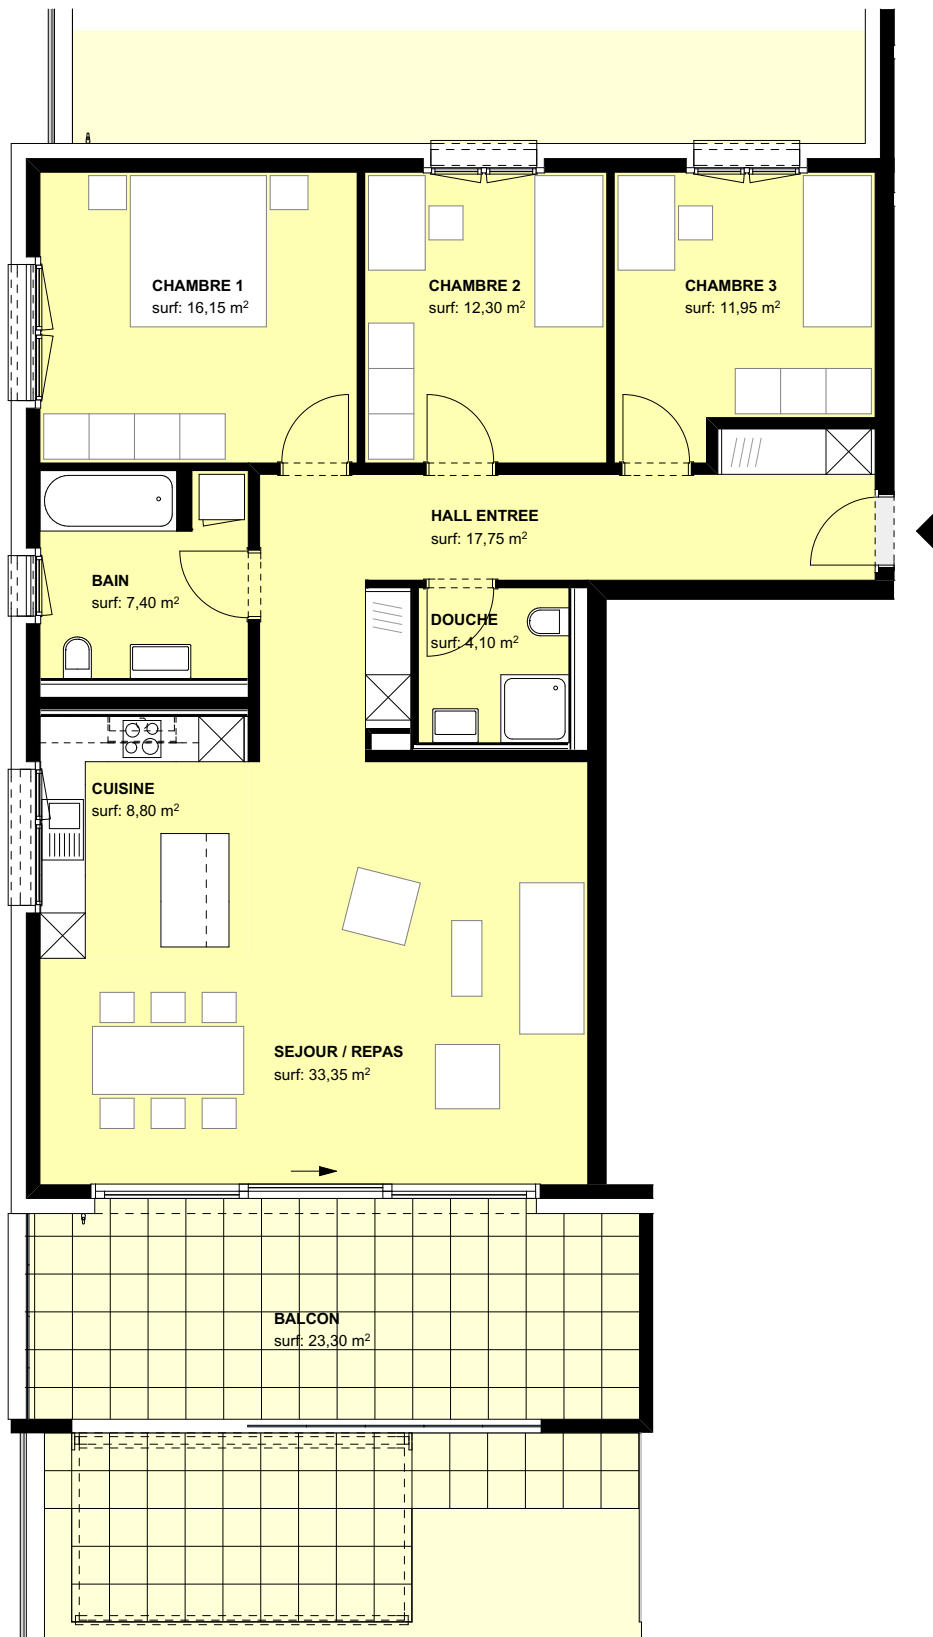 CHAMBRE 1
surf: 16,15 m²
CHAMBRE 2
surf: 12,30 m²
CHAMBRE 3
surf: 11,95 m²
HALL ENTREE
surf: 17,75 m²
BAIN
surf: 7,40 m²
DOUCHE
surf: 4,10 m²
CUISINE
surf: 8,80 m²
SEJOUR / REPAS
surf: 33,35 m²
BALCON
surf: 23,30 m²